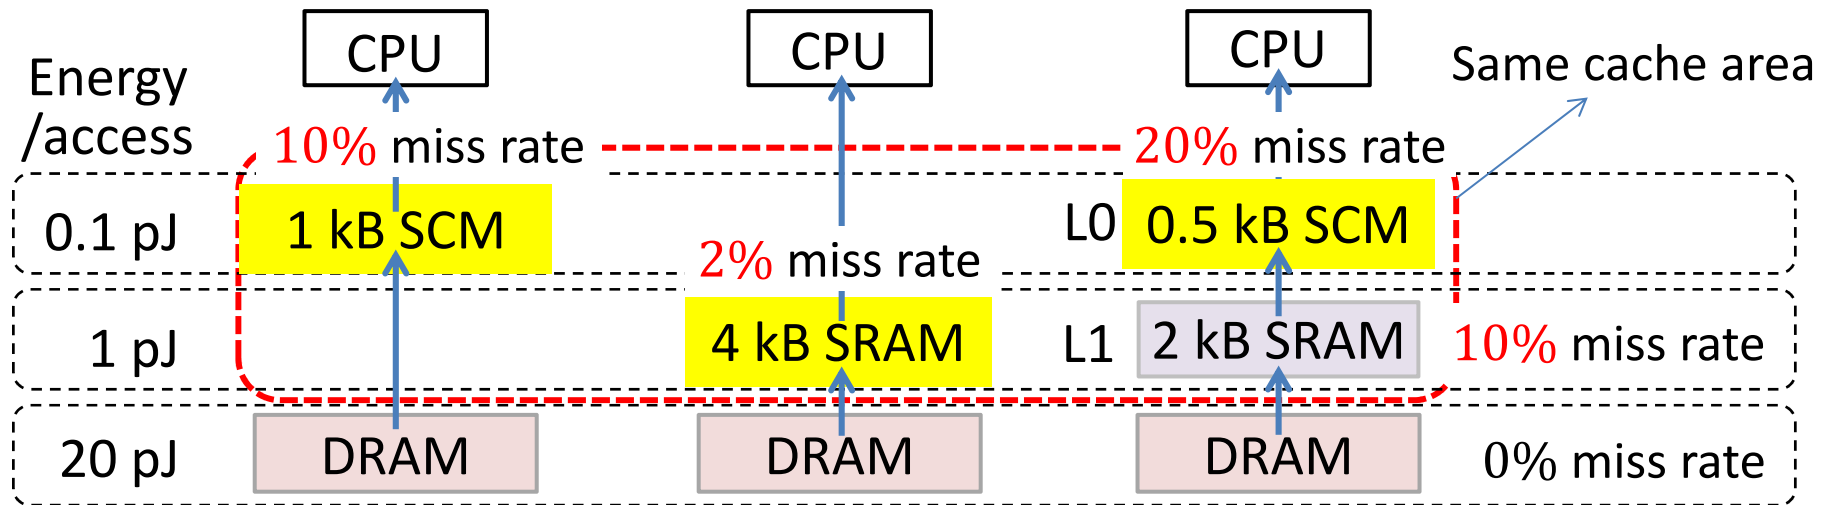 CPU
CPU
CPU
Same cache area
Energy
/access
10% miss rate
20% miss rate
0.1 pJ
1 kB SCM
L0
0.5 kB SCM
2% miss rate
1 pJ
4 kB SRAM
L1
2 kB SRAM
10% miss rate
20 pJ
DRAM
DRAM
DRAM
0% miss rate